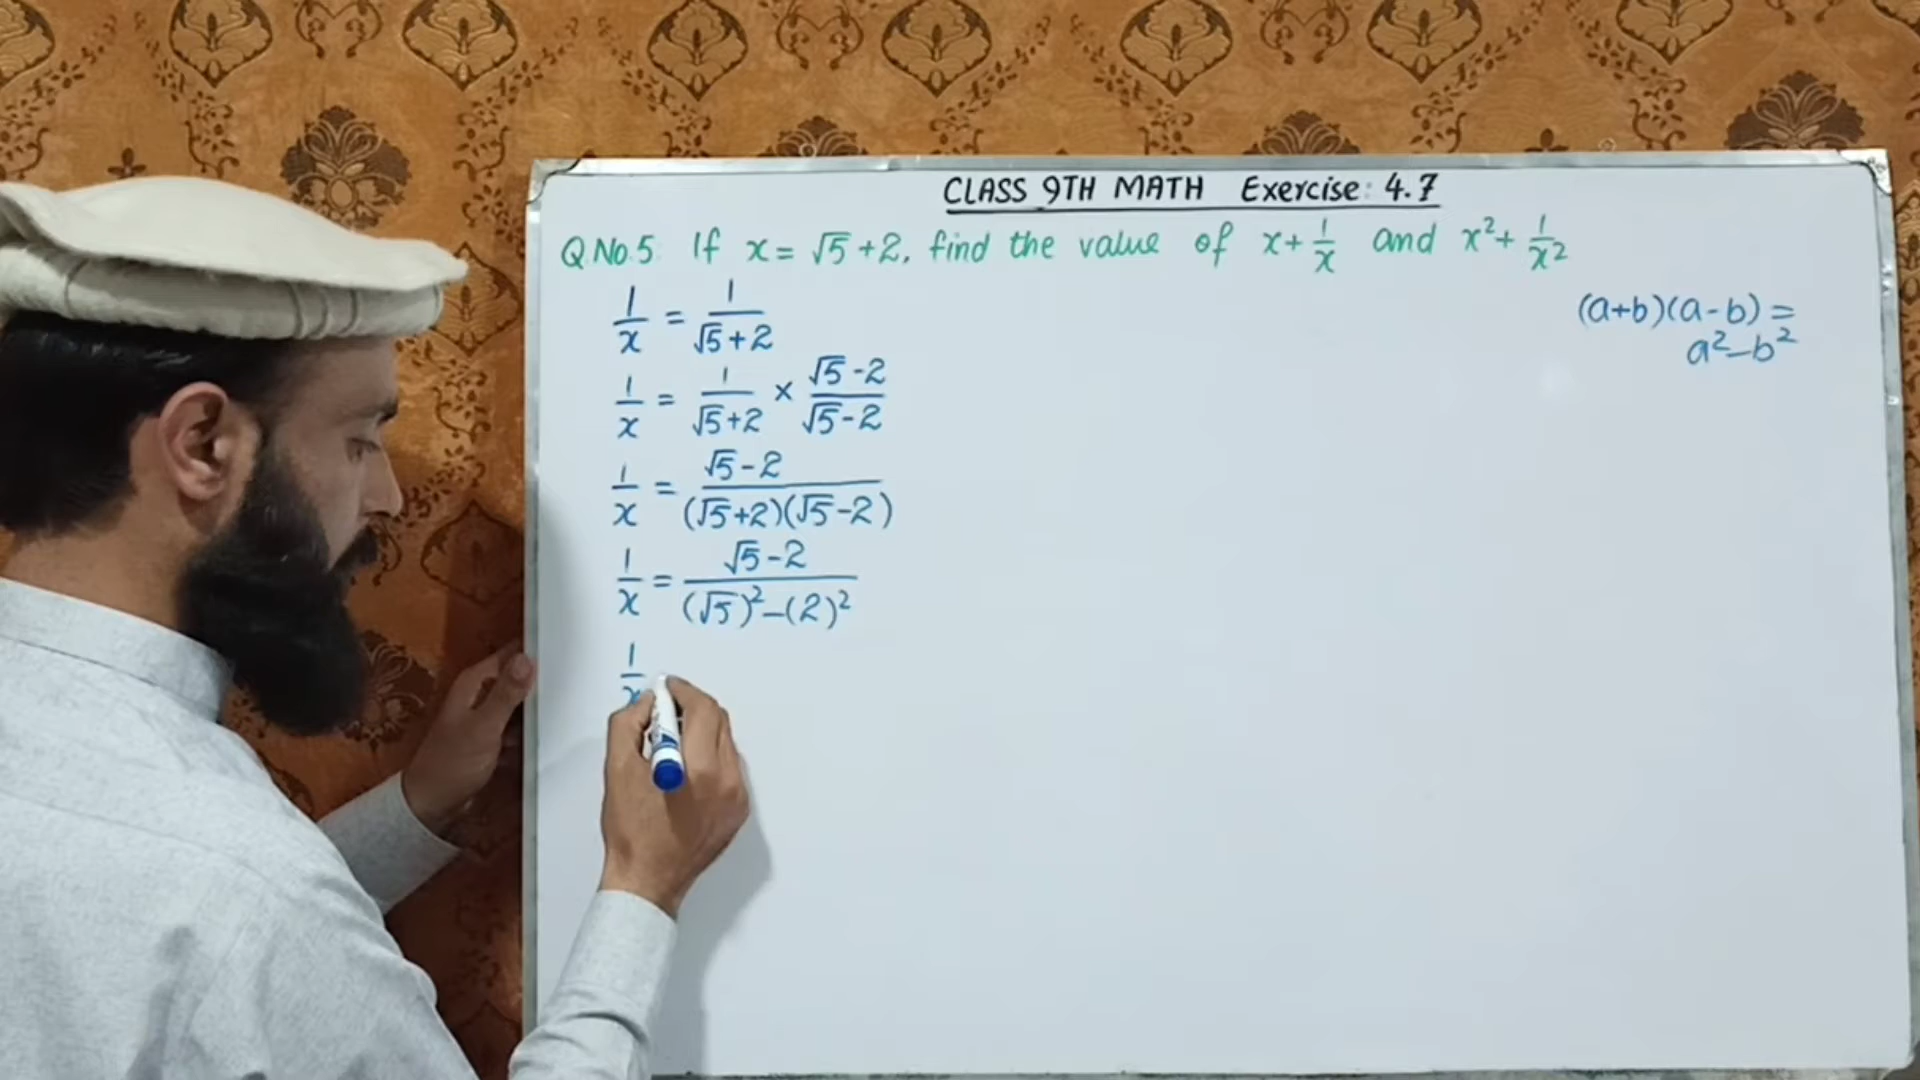 CLASS 9TH MATH Exercise: 4.7
Q No.5: If x = √5 + 2, find the value of x + 1/x and x² + 1/x²
(a+b)(a-b) =
a² - b²
1/x = 1/(√5 + 2)
1/x = 1/(√5+2) × (√5 - 2)/(√5 - 2)
1/x = (√5 - 2)/((√5+2)(√5-2))
1/x = (√5 - 2)/((√5)² - (2)²)
1/x